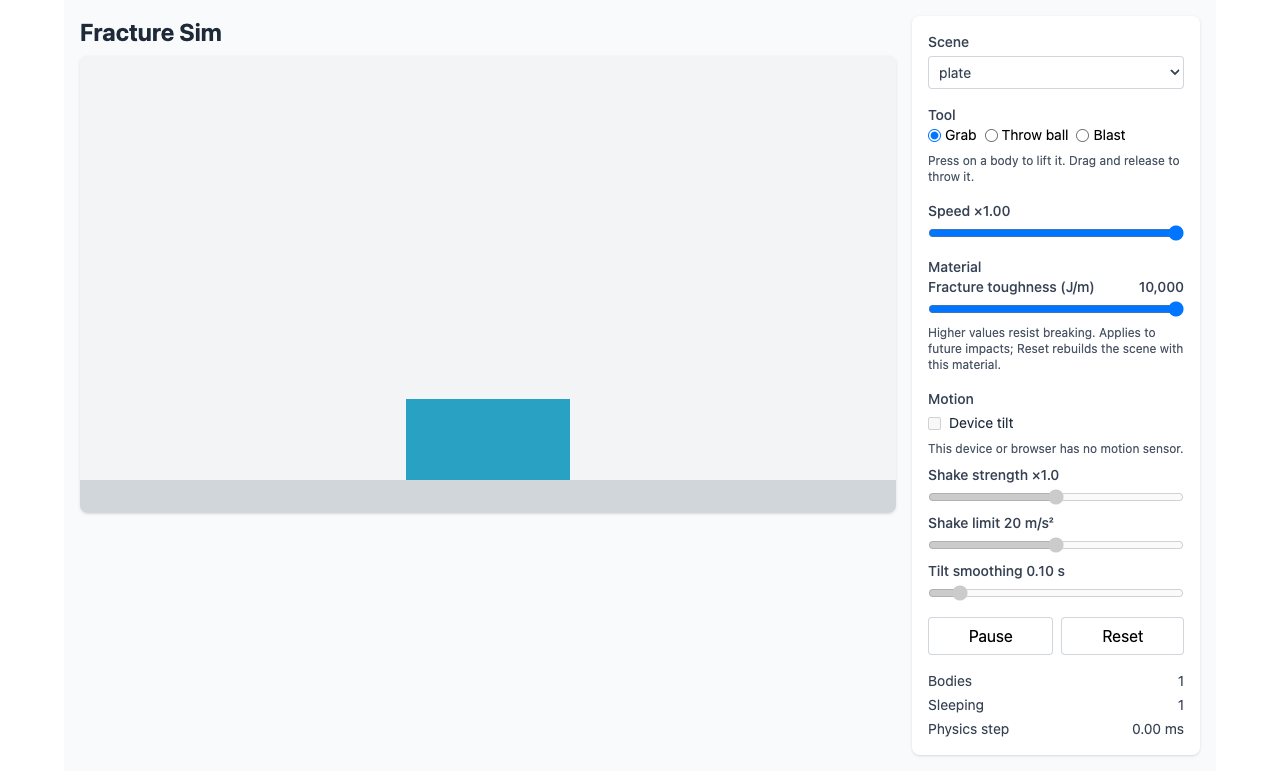 Fracture Sim
Scene
plate
Tool
Grab Throw ball Blast
Press on a body to lift it. Drag and release to
throw it.
Speed ×1.00
Material
Fracture toughness (J/m) 10,000
Higher values resist breaking. Applies to
future impacts; Reset rebuilds the scene with
this material.
Motion
Device tilt
This device or browser has no motion sensor.
Shake strength ×1.0
Shake limit 20 m/s²
Tilt smoothing 0.10 s
Pause Reset
Bodies 1
Sleeping 1
Physics step 0.00 ms